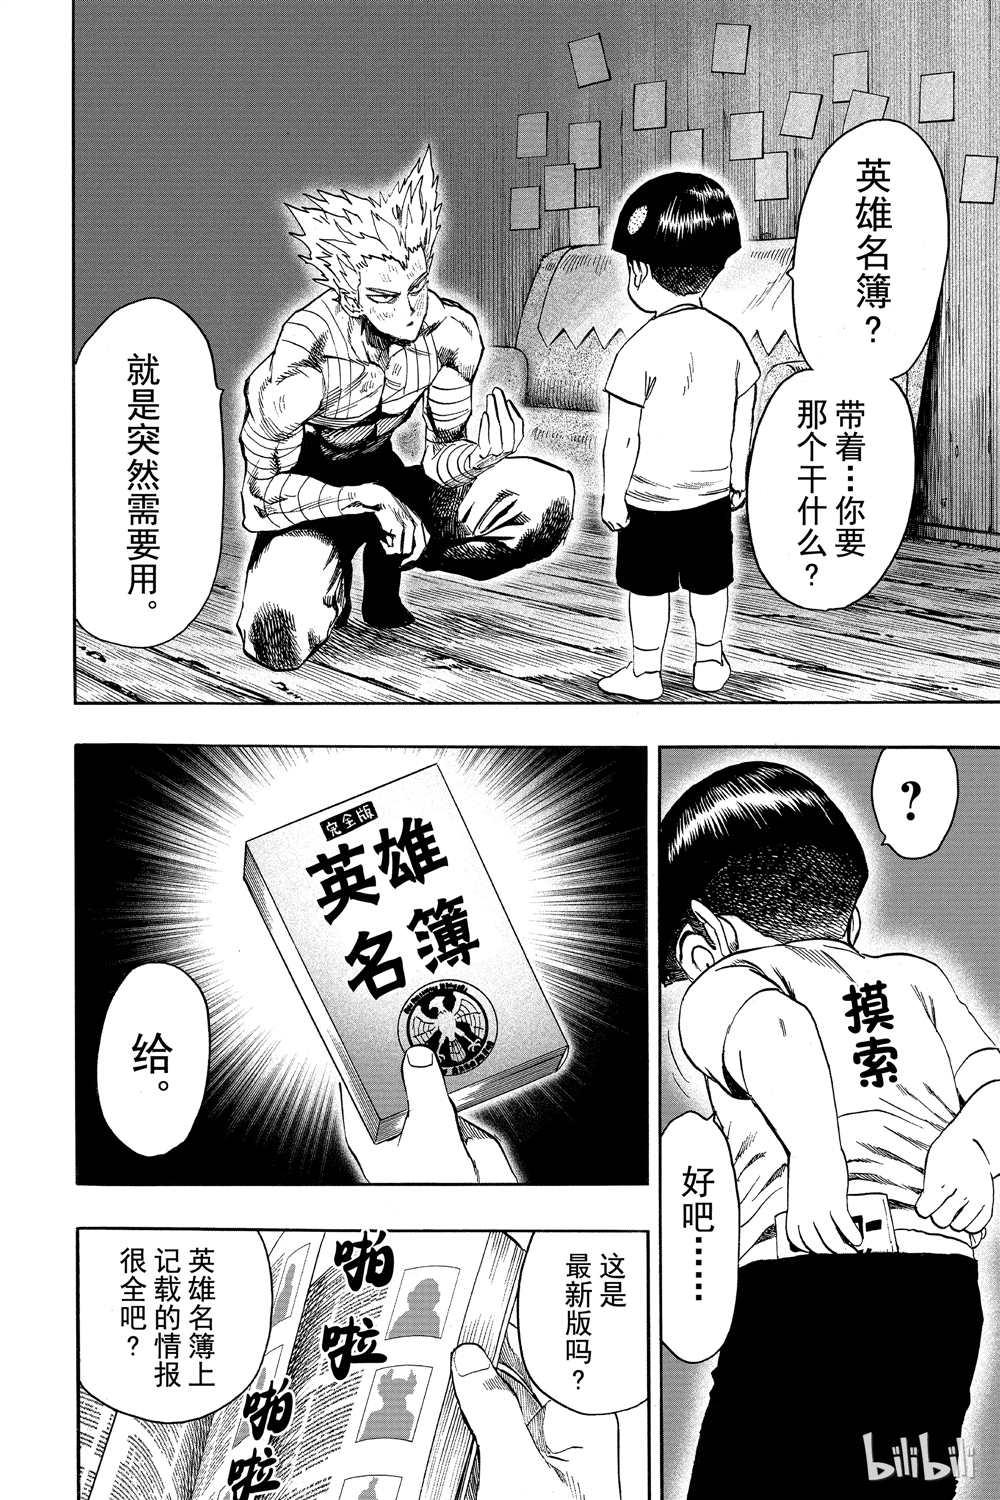 英雄名簿?
带着…你要
那个干什么?
就是突然需要用。
?
摸索
好吧……
完全版
英雄
名簿
给。
这是
最新版吗?
英雄名簿上
记载的情报
很全吧?
啪
啦
啪
啦
bilibili